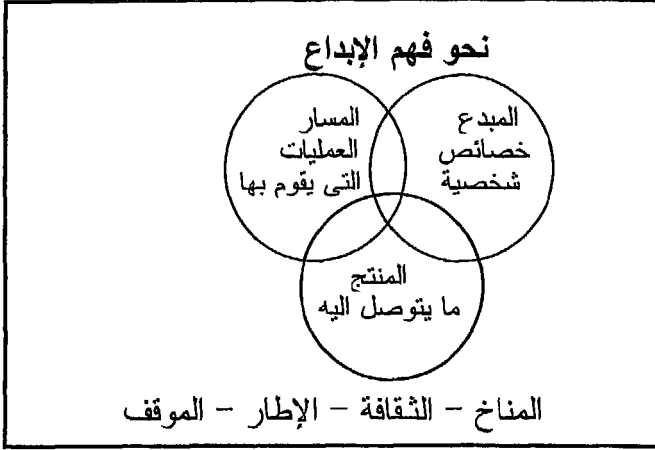 نحو فهم الإبداع
المبدع
خصائص
شخصية
المسار
العمليات
التى يقوم بها
المنتج
ما يتوصل اليه
المناخ – الثقافة – الإطار – الموقف